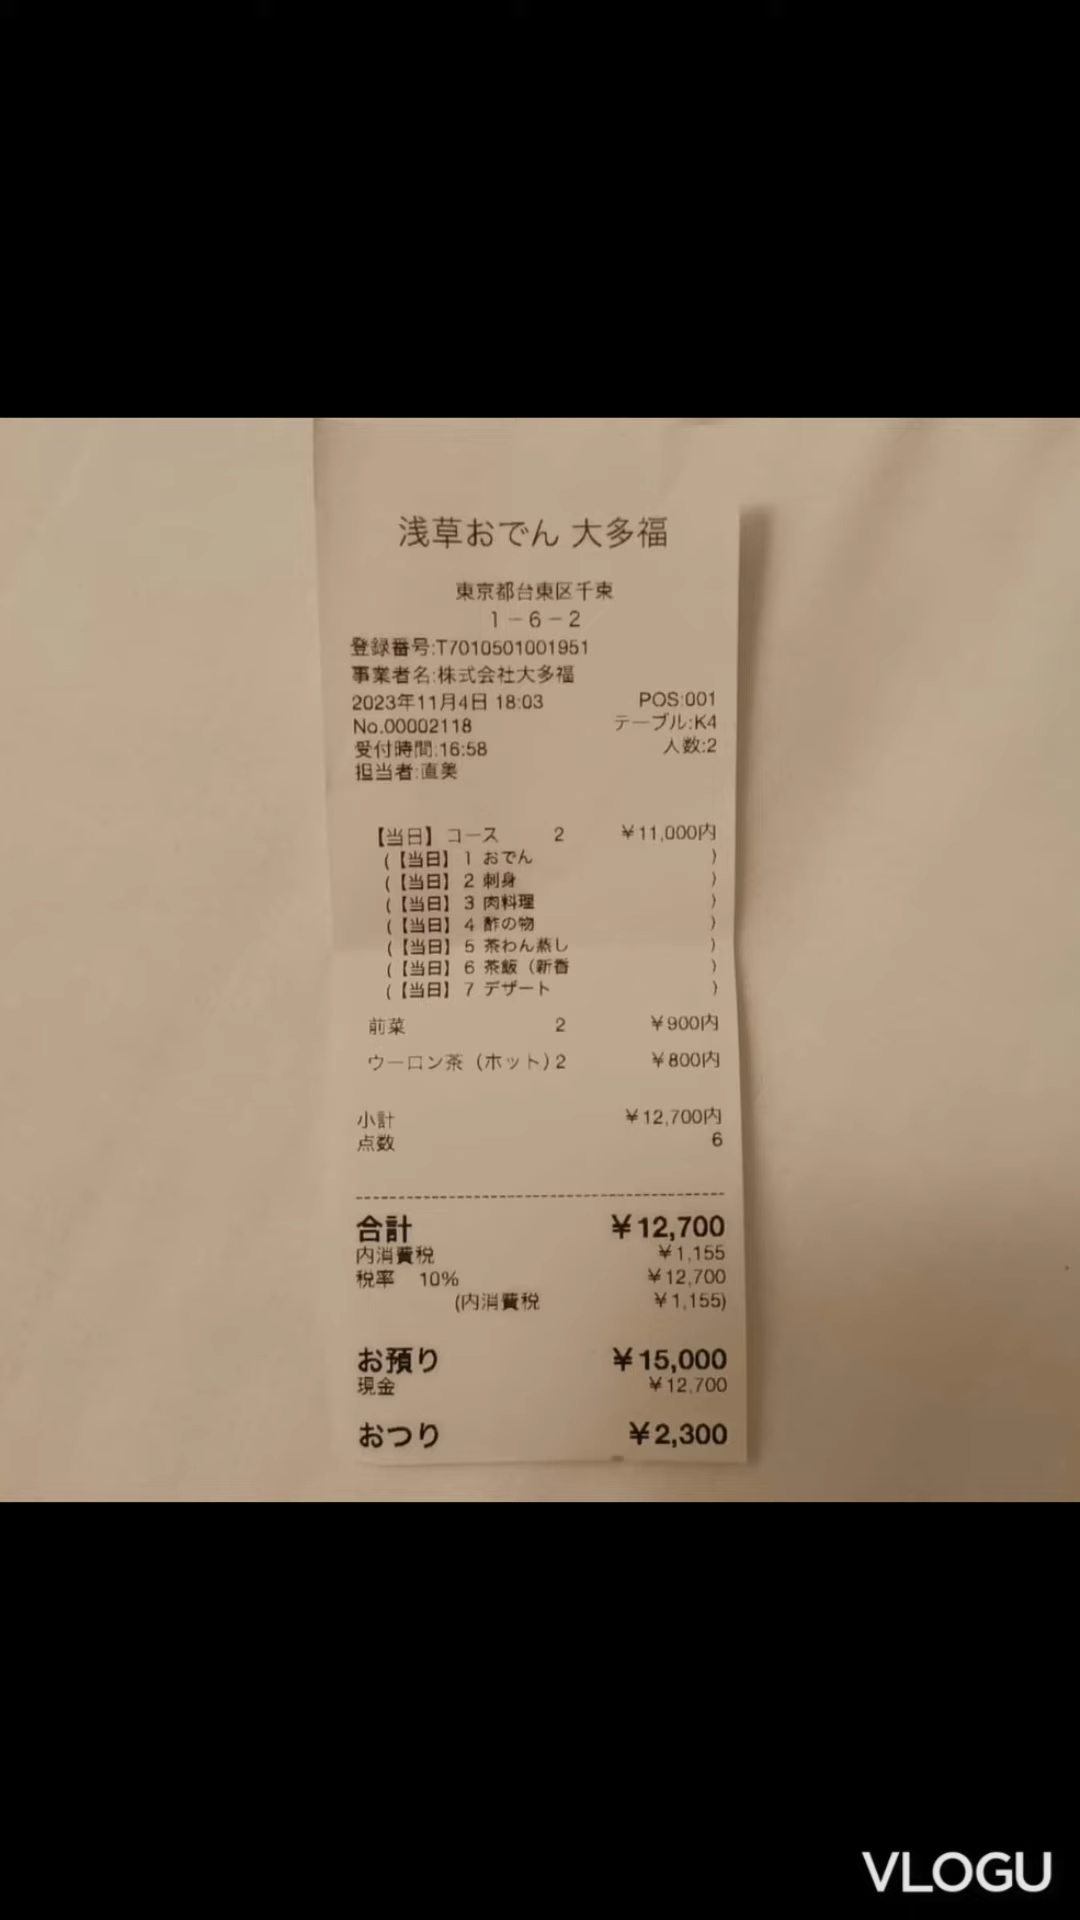 浅草おでん 大多福
東京都台東区千束
1-6-2
登録番号:T7010501001951
事業者名:株式会社大多福
2023年11月4日 18:03 POS:001
No.00002118 テーブル:K4
受付時間:16:58 人数:2
担当者:直美
【当日】コース 2 ¥11,000内
(【当日】1 おでん )
(【当日】2 刺身 )
(【当日】3 肉料理 )
(【当日】4 酢の物 )
(【当日】5 茶わん蒸し )
(【当日】6 茶飯(新香 )
(【当日】7 デザート )
前菜 2 ¥900内
ウーロン茶(ホット)2 ¥800内
小計 ¥12,700内
点数 6
合計 ¥12,700
内消費税 ¥1,155
税率 10% ¥12,700
(内消費税 ¥1,155)
お預り ¥15,000
現金 ¥12,700
おつり ¥2,300
VLOGU